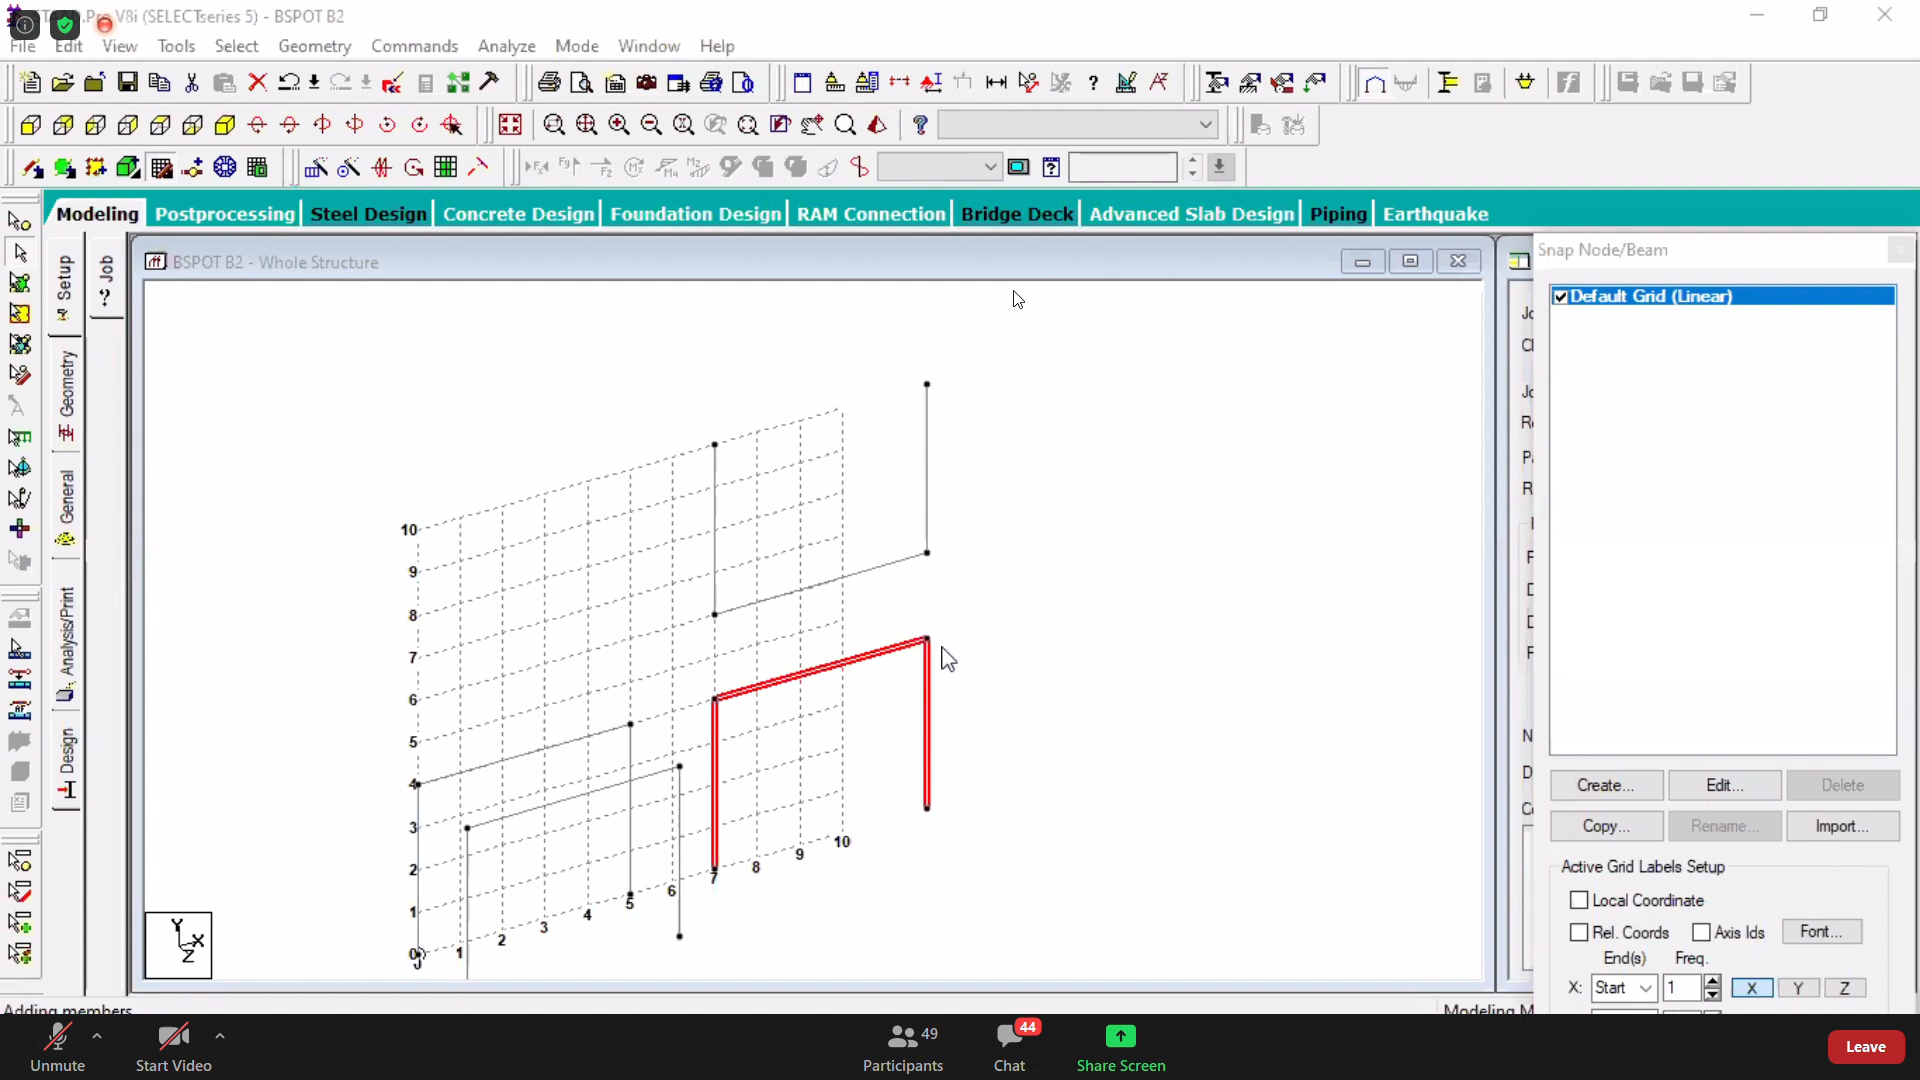 .Pro V8i (SELECTseries 5) - BSPOT B2
File Edit View Tools Select Geometry Commands Analyze Mode Window Help
Modeling Postprocessing Steel Design Concrete Design Foundation Design RAM Connection Bridge Deck Advanced Slab Design Piping Earthquake
Setup
Geometry
General
Analysis/Print
Design
Job
BSPOT B2 - Whole Structure
10
9
8
7
6
5
4
3
2
1
0
1
2
3
4
5
6
7
8
9
10
Y
X
Z
Snap Node/Beam
Default Grid (Linear)
Create... Edit... Delete
Copy... Rename... Import...
Active Grid Labels Setup
Local Coordinate
Rel. Coords Axis Ids Font...
End(s) Freq.
X: Start 1 X Y Z
Adding members
Modeling M
Unmute
Start Video
49
Participants
44
Chat
Share Screen
Leave